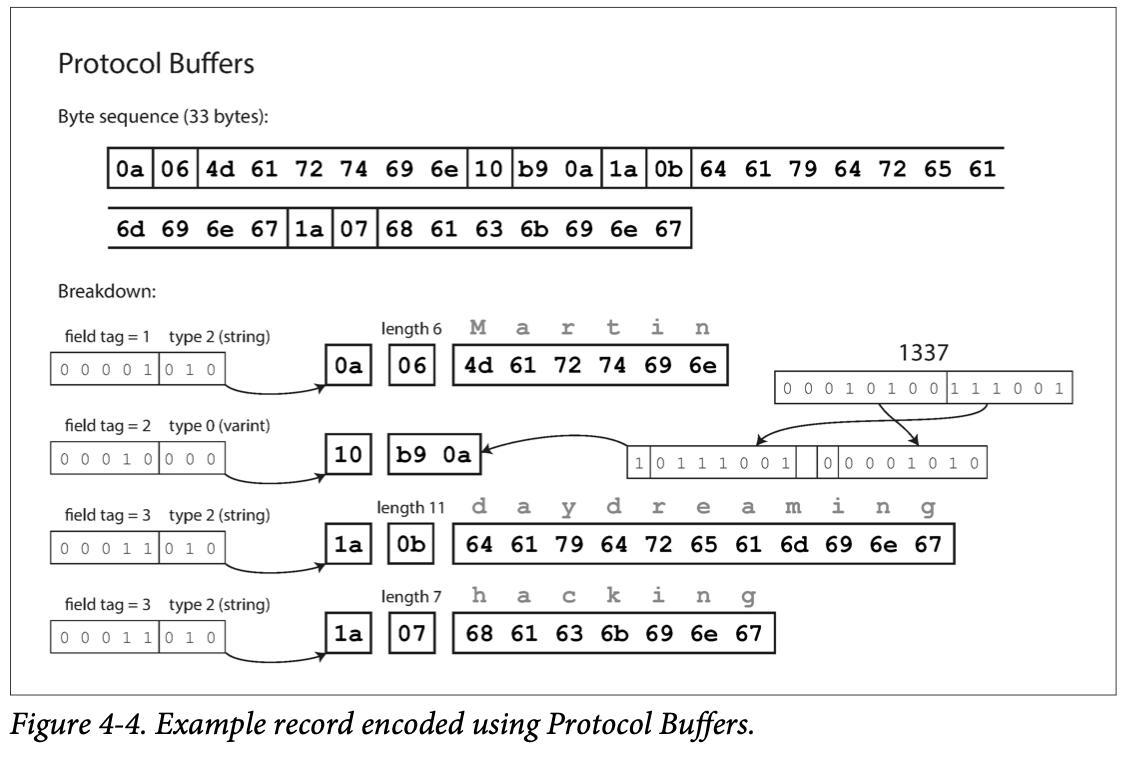 Protocol Buffers
Byte sequence (33 bytes):
0a 06 4d 61 72 74 69 6e 10 b9 0a 1a 0b 64 61 79 64 72 65 61
6d 69 6e 67 1a 07 68 61 63 6b 69 6e 67
Breakdown:
field tag = 1 type 2 (string) length 6 M a r t i n
0 0 0 0 1 0 1 0 0a 06 4d 61 72 74 69 6e
1337
0 0 0 1 0 1 0 0 1 1 1 0 0 1
field tag = 2 type 0 (varint)
0 0 0 1 0 0 0 0 10 b9 0a 1 0 1 1 1 0 0 1 0 0 0 0 1 0 1 0
field tag = 3 type 2 (string) length 11 d a y d r e a m i n g
0 0 0 1 1 0 1 0 1a 0b 64 61 79 64 72 65 61 6d 69 6e 67
field tag = 3 type 2 (string) length 7 h a c k i n g
0 0 0 1 1 0 1 0 1a 07 68 61 63 6b 69 6e 67
Figure 4-4. Example record encoded using Protocol Buffers.